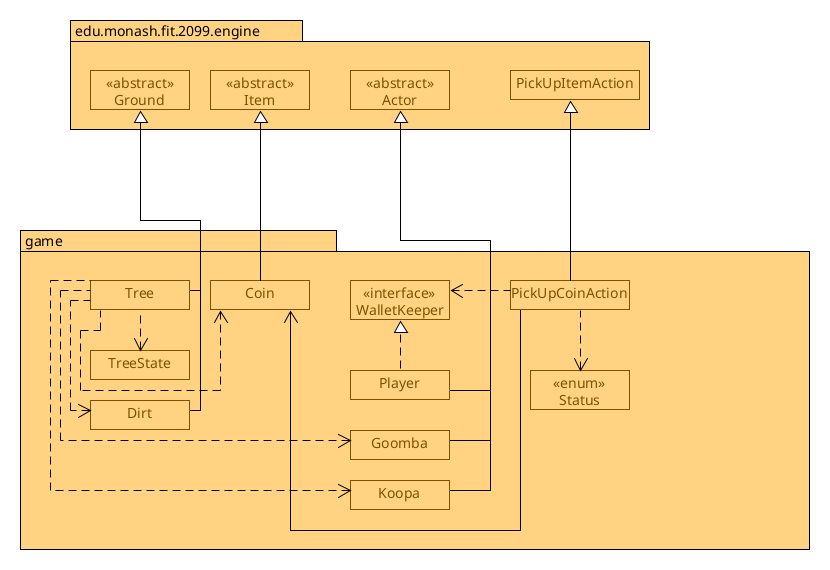 edu.monash.fit.2099.engine
«abstract»
Ground
«abstract»
Item
«abstract»
Actor
PickUpItemAction
game
Tree
Coin
«interface»
WalletKeeper
PickUpCoinAction
TreeState
Player
«enum»
Status
Dirt
Goomba
Koopa